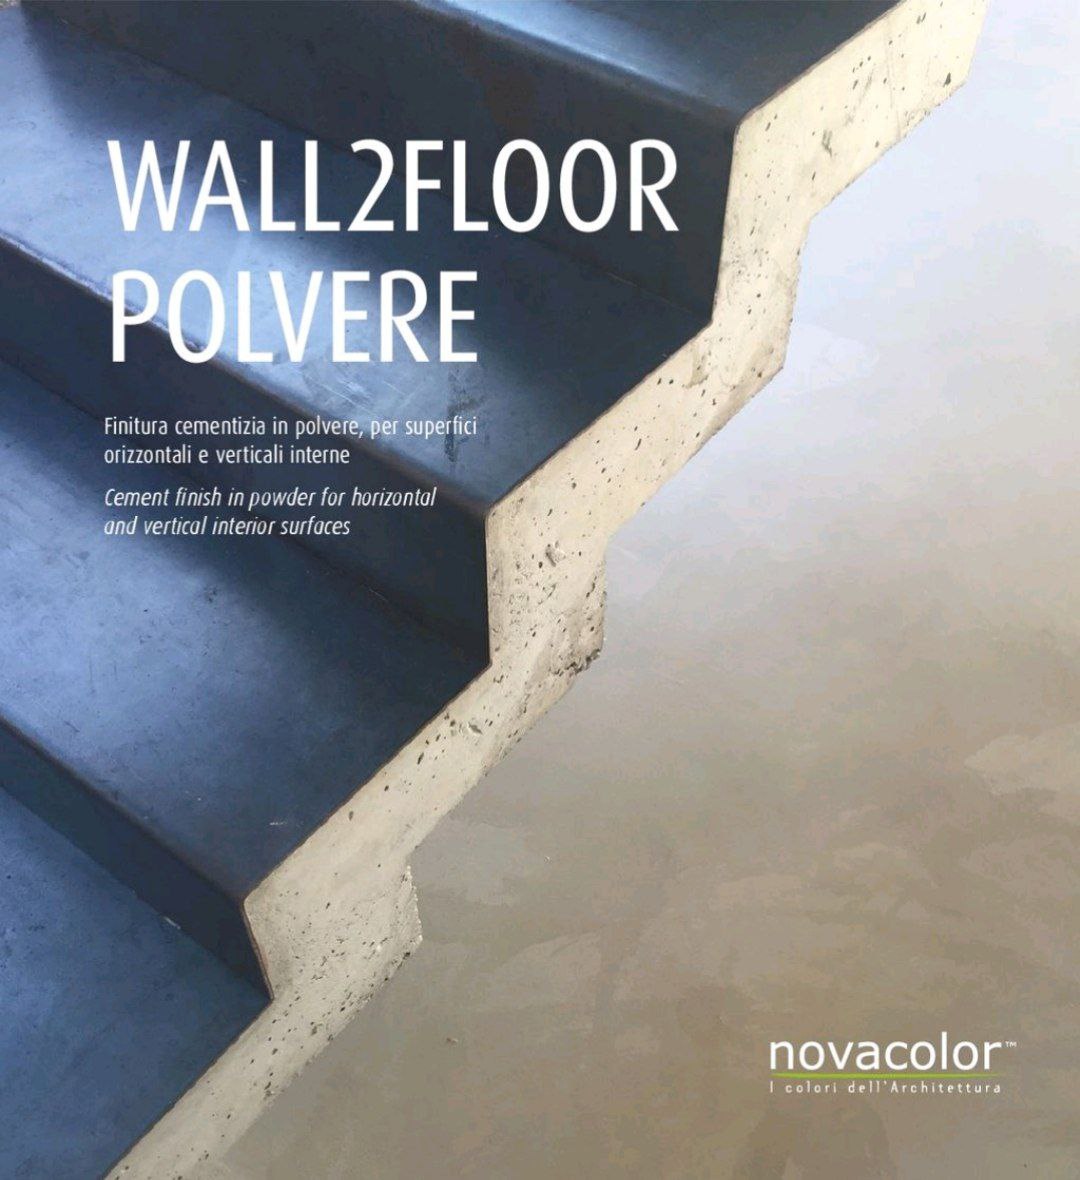 WALL2FLOOR
POLVERE
Finitura cementizia in polvere, per superfici
orizzontali e verticali interne
Cement finish in powder for horizontal
and vertical interior surfaces
novacolor™
I colori dell'Architettura